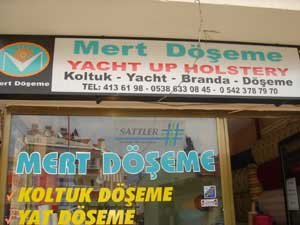 Mert Döşeme
Mert Döşeme
YACHT UP HOLSTERY
Koltuk - Yacht - Branda - Döşeme
TEL: 413 61 98 - 0538 633 08 45 - 0 542 378 79 70
SATTLER
MERT DÖŞEME
KOLTUK DÖŞEME
YAT DÖŞEME